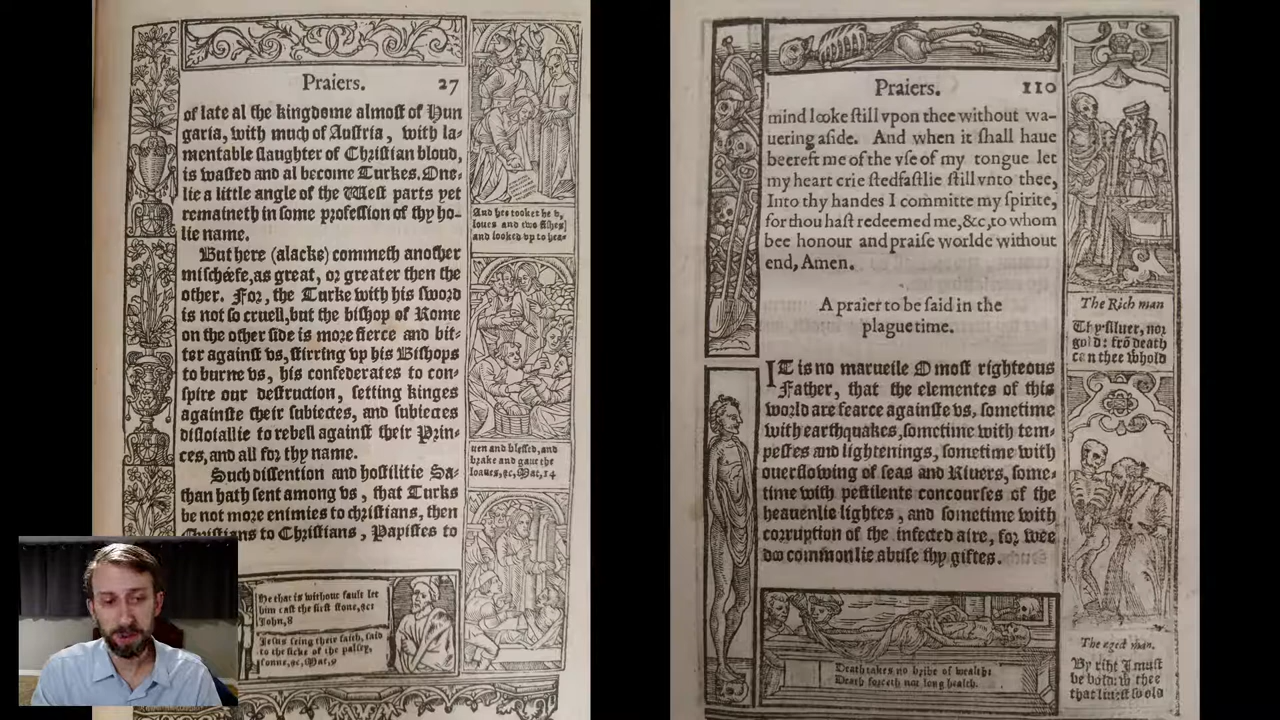 Praiers. 27
of late al the kingdome almost of Hun
garia, with much of Austria, with la-
mentable slaughter of Christian bloud,
is wasted and al become Turkes. One-
lie a little angle of the West parts yet
remaineth in some profession of thy ho-
lie name.
But here (alacke) commeth another
mischéefe, as great, or greater then the
other. For, the Turke with his sword
is not so cruell, but the bishop of Rome
on the other side is more fierce and bit-
ter against vs, stirring vp his Bishops
to burne vs, his confederates to con-
spire our destruction, setting kinges
against their subiectes, and subiectes
disloiallie to rebell against their Prin-
ces, and all for thy name.
Such dissention and hostilitie Sa-
than hath sent among vs, that Turks
be not more enimies to christians, then
Christians to Christians, Papistes to
And hee tooke the v,
loues and two fishes,
and looked vp to hea-
uen and blessed, and
brake and gaue the
loaues, &c, Mat, 14
He that is without fault let
him cast the first stone, &c:
John, 8
Jesus seing their faith, said
to the sicke of the palsey,
sonne, &c, Mat, 9
Praiers. 110
mind looke still vpon thee without wa-
uering aside. And when it shall haue
bereeft me of the vse of my tongue let
my heart crie stedfastlie still vnto thee,
Into thy handes I committe my spirite,
for thou hast redeemed me, &c, to whom
bee honour and praise worlde without
end, Amen.
A praier to be said in the
plague time.
IT is no marueile O most righteous
Father, that the elementes of this
world are fearce againste vs, sometime
with earthquakes, sometime with tem-
pestes and lightenings, sometime with
ouerflowing of seas and Riuers, some-
time with pestilente concourses of the
heauenlie lightes, and sometime with
corruption of the infected aire, for wee
doo commonlie abuse thy giftes.
The Rich man
Thy siluer, nor
gold: frō death
can thee vvhold
The aged man.
By riht I must
be bold: to thee
that liuest so old
Death takes no bribe of wealth:
Death forceth not long health.